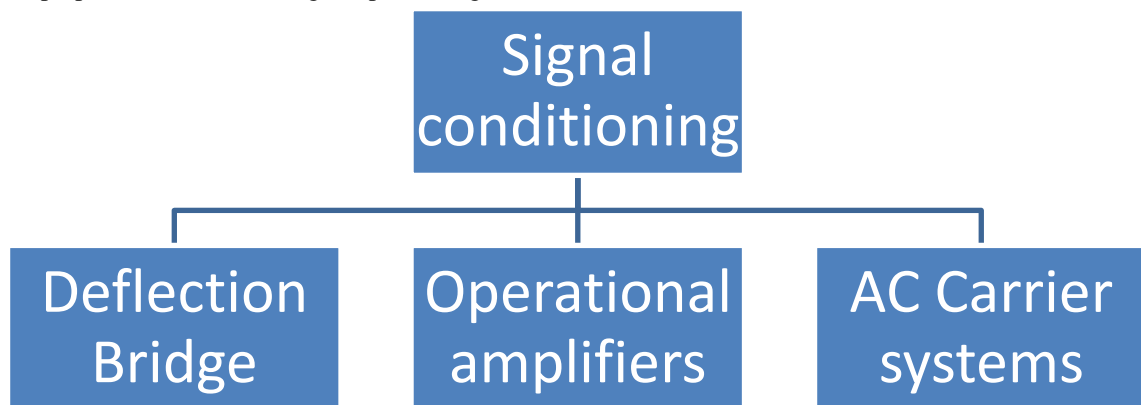 Signal
conditioning
Deflection
Bridge
Operational
amplifiers
AC Carrier
systems